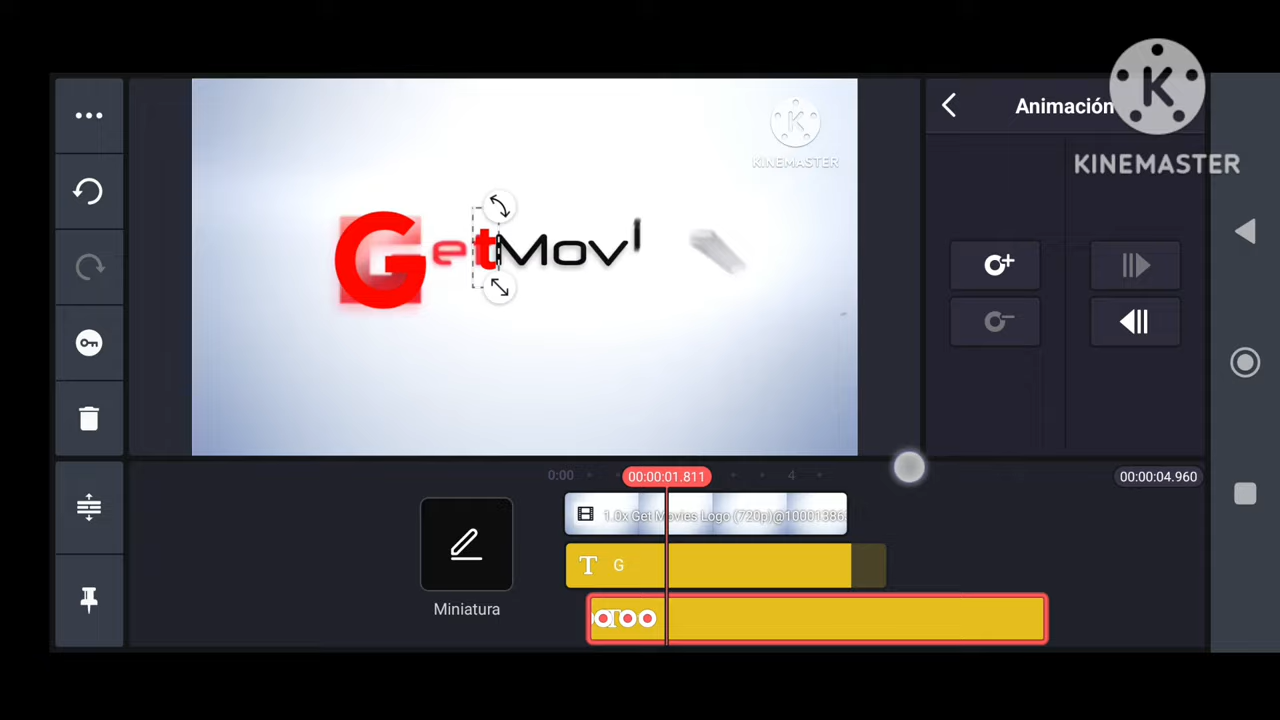 Animación
KINEMASTER
KINEMASTER
GetMovi
0:00
00:00:01.811
4
00:00:04.960
1.0x Get Movies Logo (720p)@10001386
T G
Miniatura